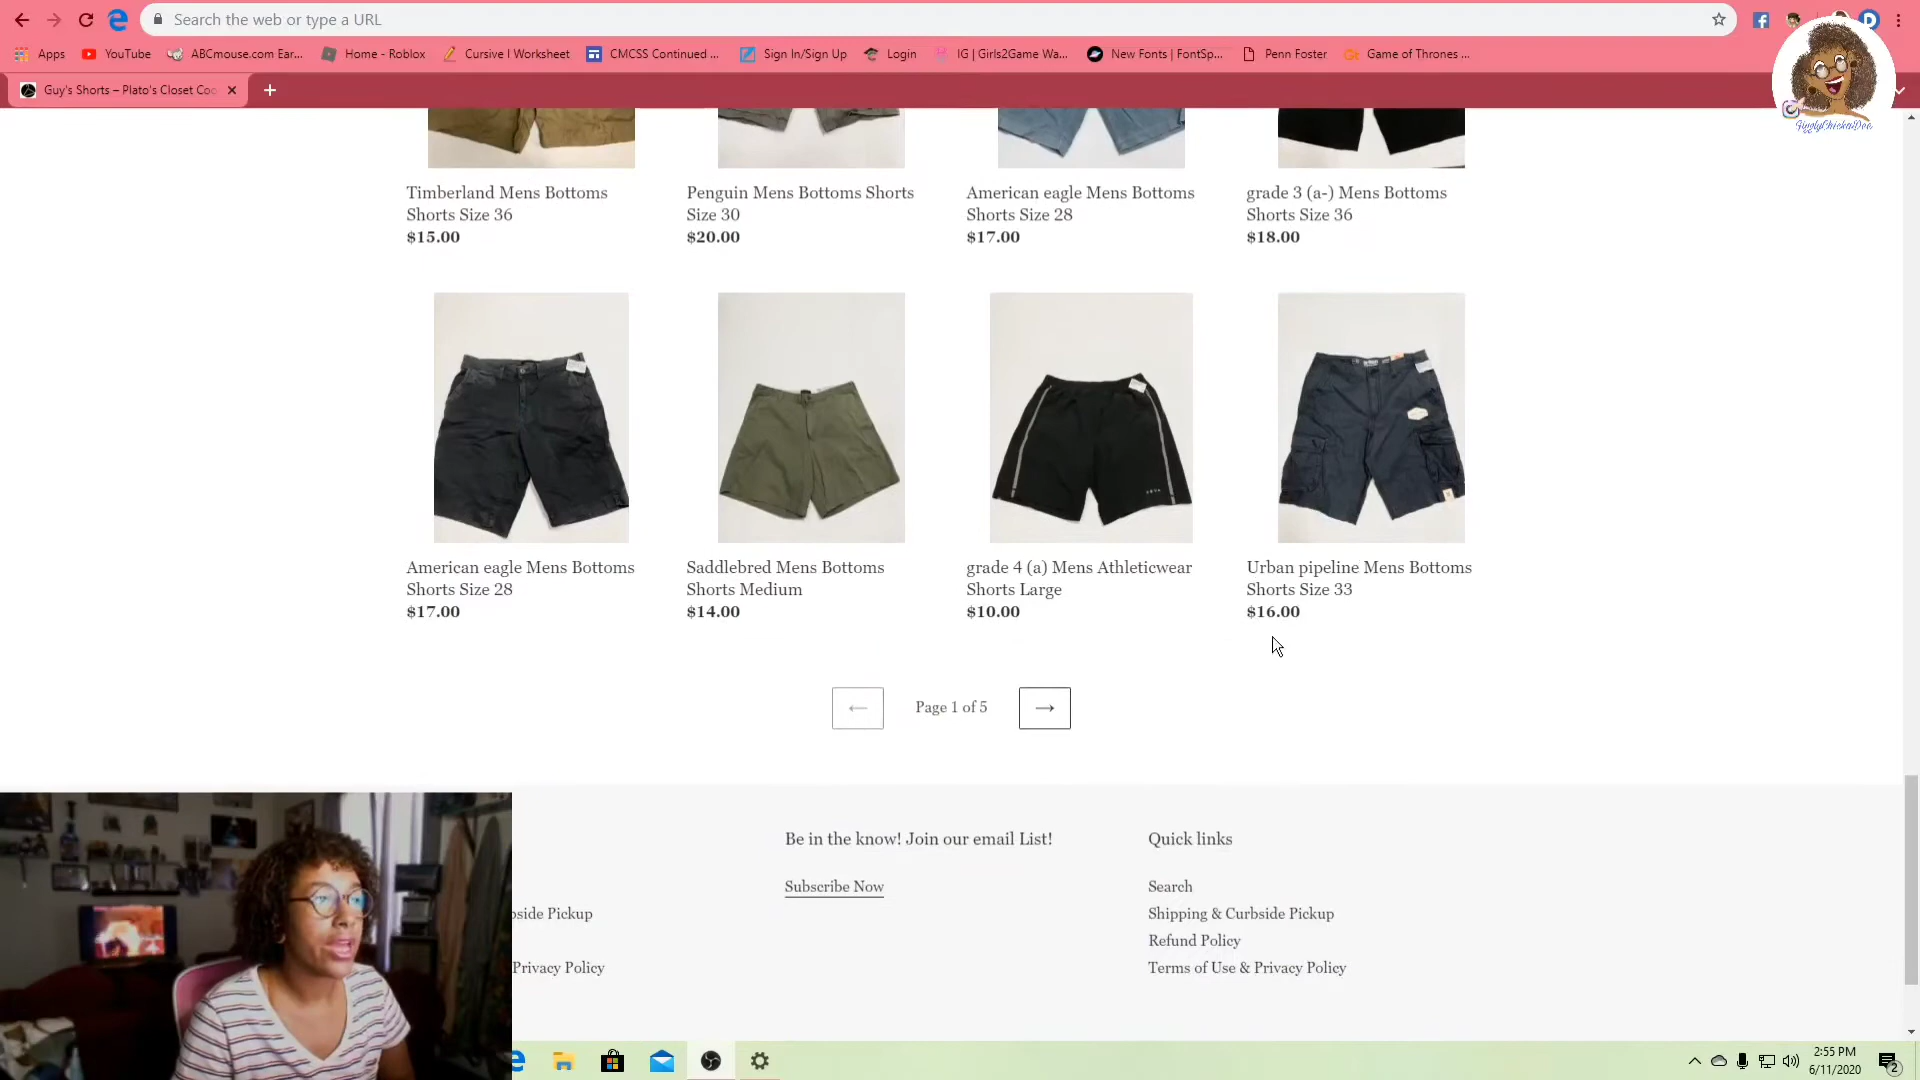 Search the web or type a URL
Apps YouTube ABCmouse.com Ear... Home - Roblox Cursive I Worksheet CMCSS Continued ... Sign In/Sign Up Login IG | Girls2Game Wa... New Fonts | FontSp... Penn Foster Game of Thrones ...
Guy's Shorts – Plato's Closet Coo
Timberland Mens Bottoms
Shorts Size 36
$15.00
Penguin Mens Bottoms Shorts
Size 30
$20.00
American eagle Mens Bottoms
Shorts Size 28
$17.00
grade 3 (a-) Mens Bottoms
Shorts Size 36
$18.00
American eagle Mens Bottoms
Shorts Size 28
$17.00
Saddlebred Mens Bottoms
Shorts Medium
$14.00
grade 4 (a) Mens Athleticwear
Shorts Large
$10.00
Urban pipeline Mens Bottoms
Shorts Size 33
$16.00
← Page 1 of 5 →
bside Pickup
Privacy Policy
Be in the know! Join our email List!
Subscribe Now
Quick links
Search
Shipping & Curbside Pickup
Refund Policy
Terms of Use & Privacy Policy
2:55 PM
6/11/2020
2